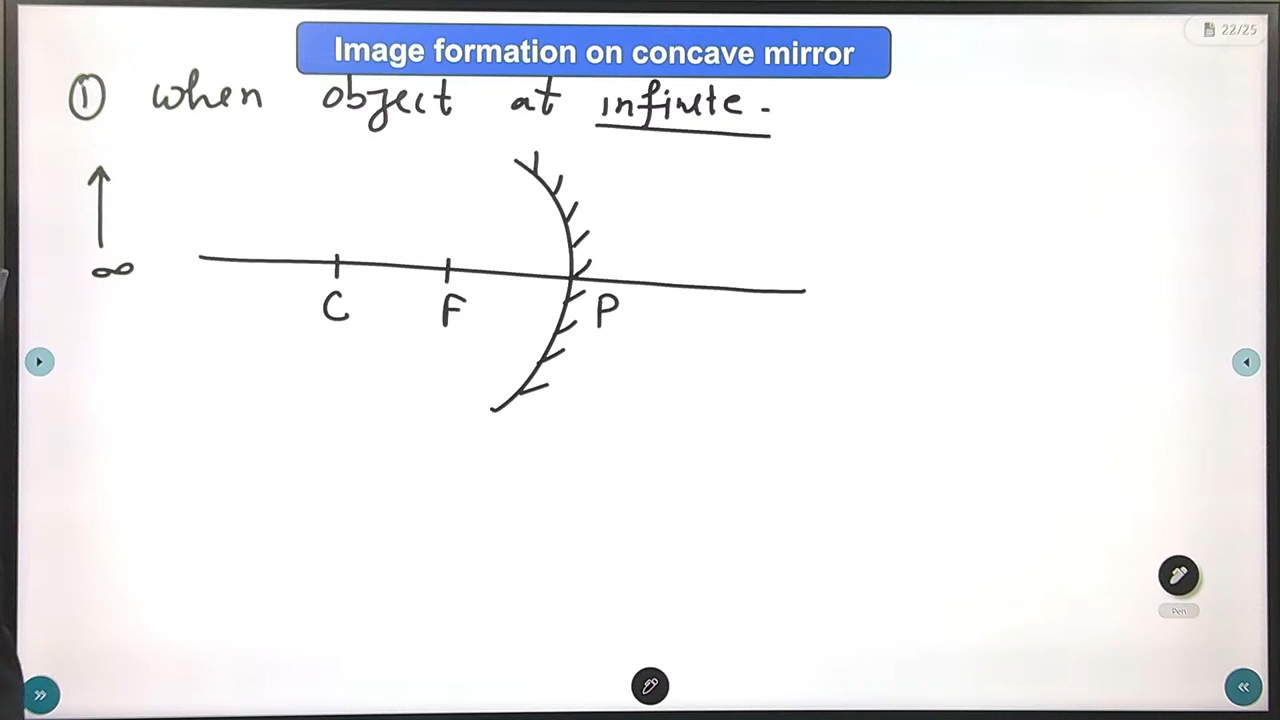 22/25
Image formation on concave mirror
① when object at infinite.
∞
C F P
Pen